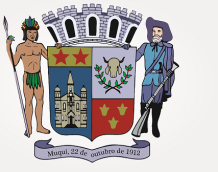 Muqui, 22 de outubro de 1912